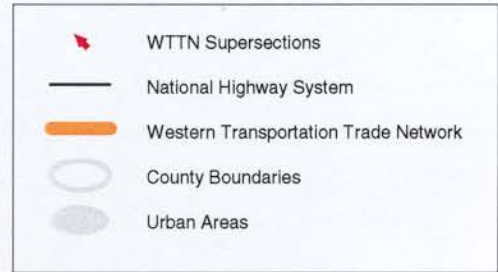 WTTN Supersections
National Highway System
Western Transportation Trade Network
County Boundaries
Urban Areas